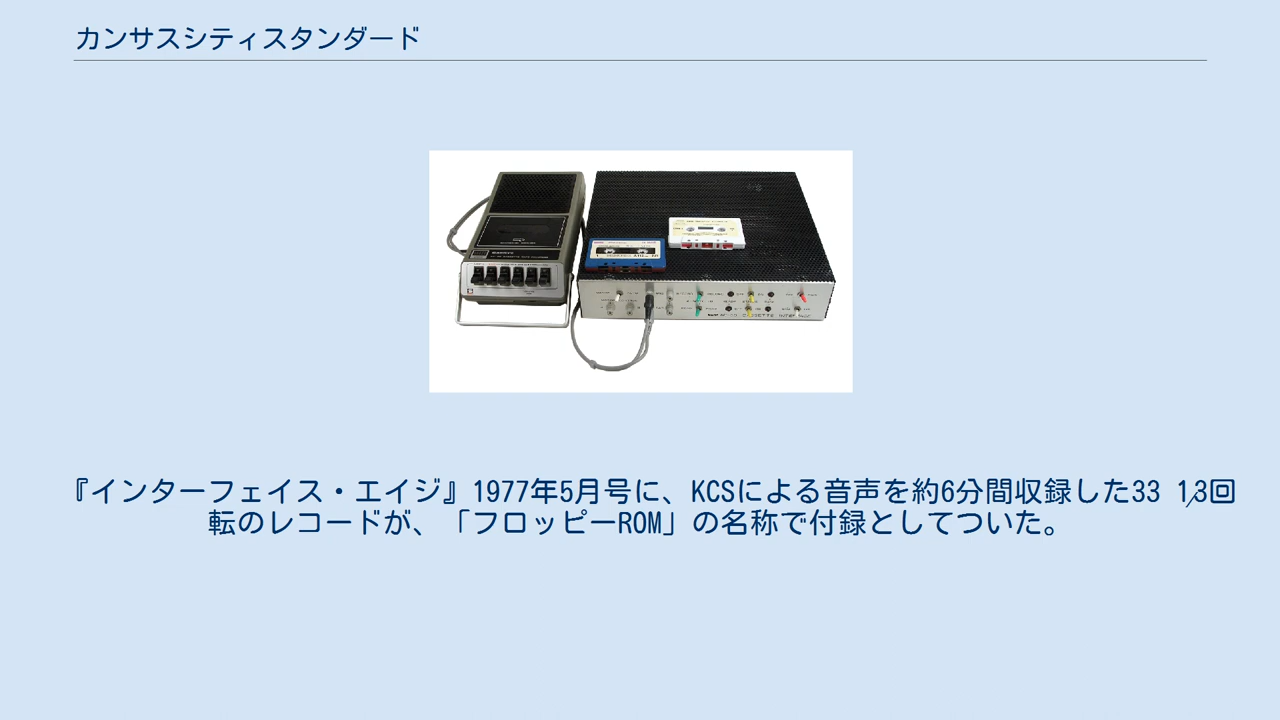 カンサスシティスタンダード
『インターフェイス・エイジ』1977年5月号に、KCSによる音声を約6分間収録した33 1⁄3回
転のレコードが、「フロッピーROM」の名称で付録としてついた。